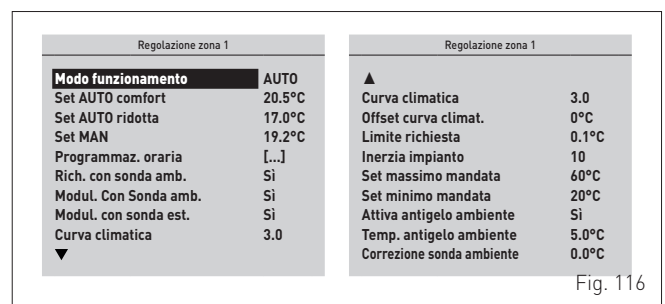 Regolazione zona 1
Modo funzionamento AUTO
Set AUTO comfort 20.5°C
Set AUTO ridotta 17.0°C
Set MAN 19.2°C
Programmaz. oraria [...]
Rich. con sonda amb. Sì
Modul. Con Sonda amb. Sì
Modul. con sonda est. Sì
Curva climatica 3.0
▼
Regolazione zona 1
▲
Curva climatica 3.0
Offset curva climat. 0°C
Limite richiesta 0.1°C
Inerzia impianto 10
Set massimo mandata 60°C
Set minimo mandata 20°C
Attiva antigelo ambiente Sì
Temp. antigelo ambiente 5.0°C
Correzione sonda ambiente 0.0°C
Fig. 116